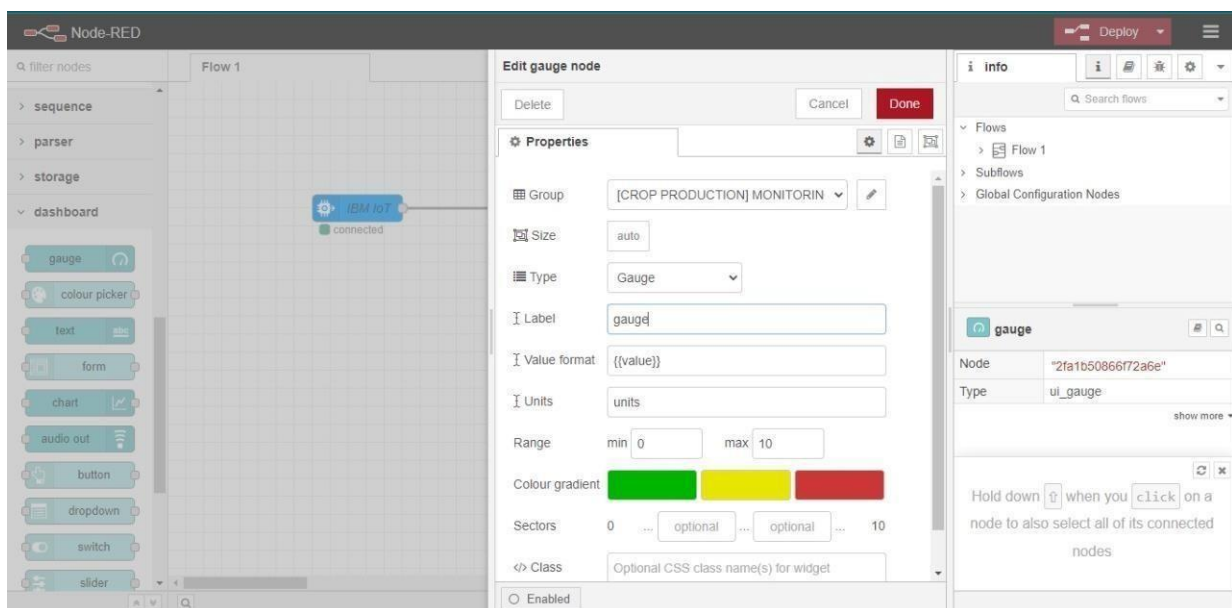 Node-RED
Deploy
filter nodes
sequence
parser
storage
dashboard
gauge
colour picker
text
abc
form
chart
audio out
button
dropdown
switch
slider
Flow 1
IBM IoT
connected
Edit gauge node
Delete
Cancel
Done
Properties
Group
[CROP PRODUCTION] MONITORIN
Size
auto
Type
Gauge
Label
gauge
Value format
{{value}}
Units
units
Range
min 0
max 10
Colour gradient
Sectors
0 ... optional ... optional ... 10
</> Class
Optional CSS class name(s) for widget
Enabled
i info
i
Search flows
Flows
Flow 1
Subflows
Global Configuration Nodes
gauge
Node
"2fa1b50866f72a6e"
Type
ui_gauge
show more
Hold down ⇧ when you click on a
node to also select all of its connected
nodes